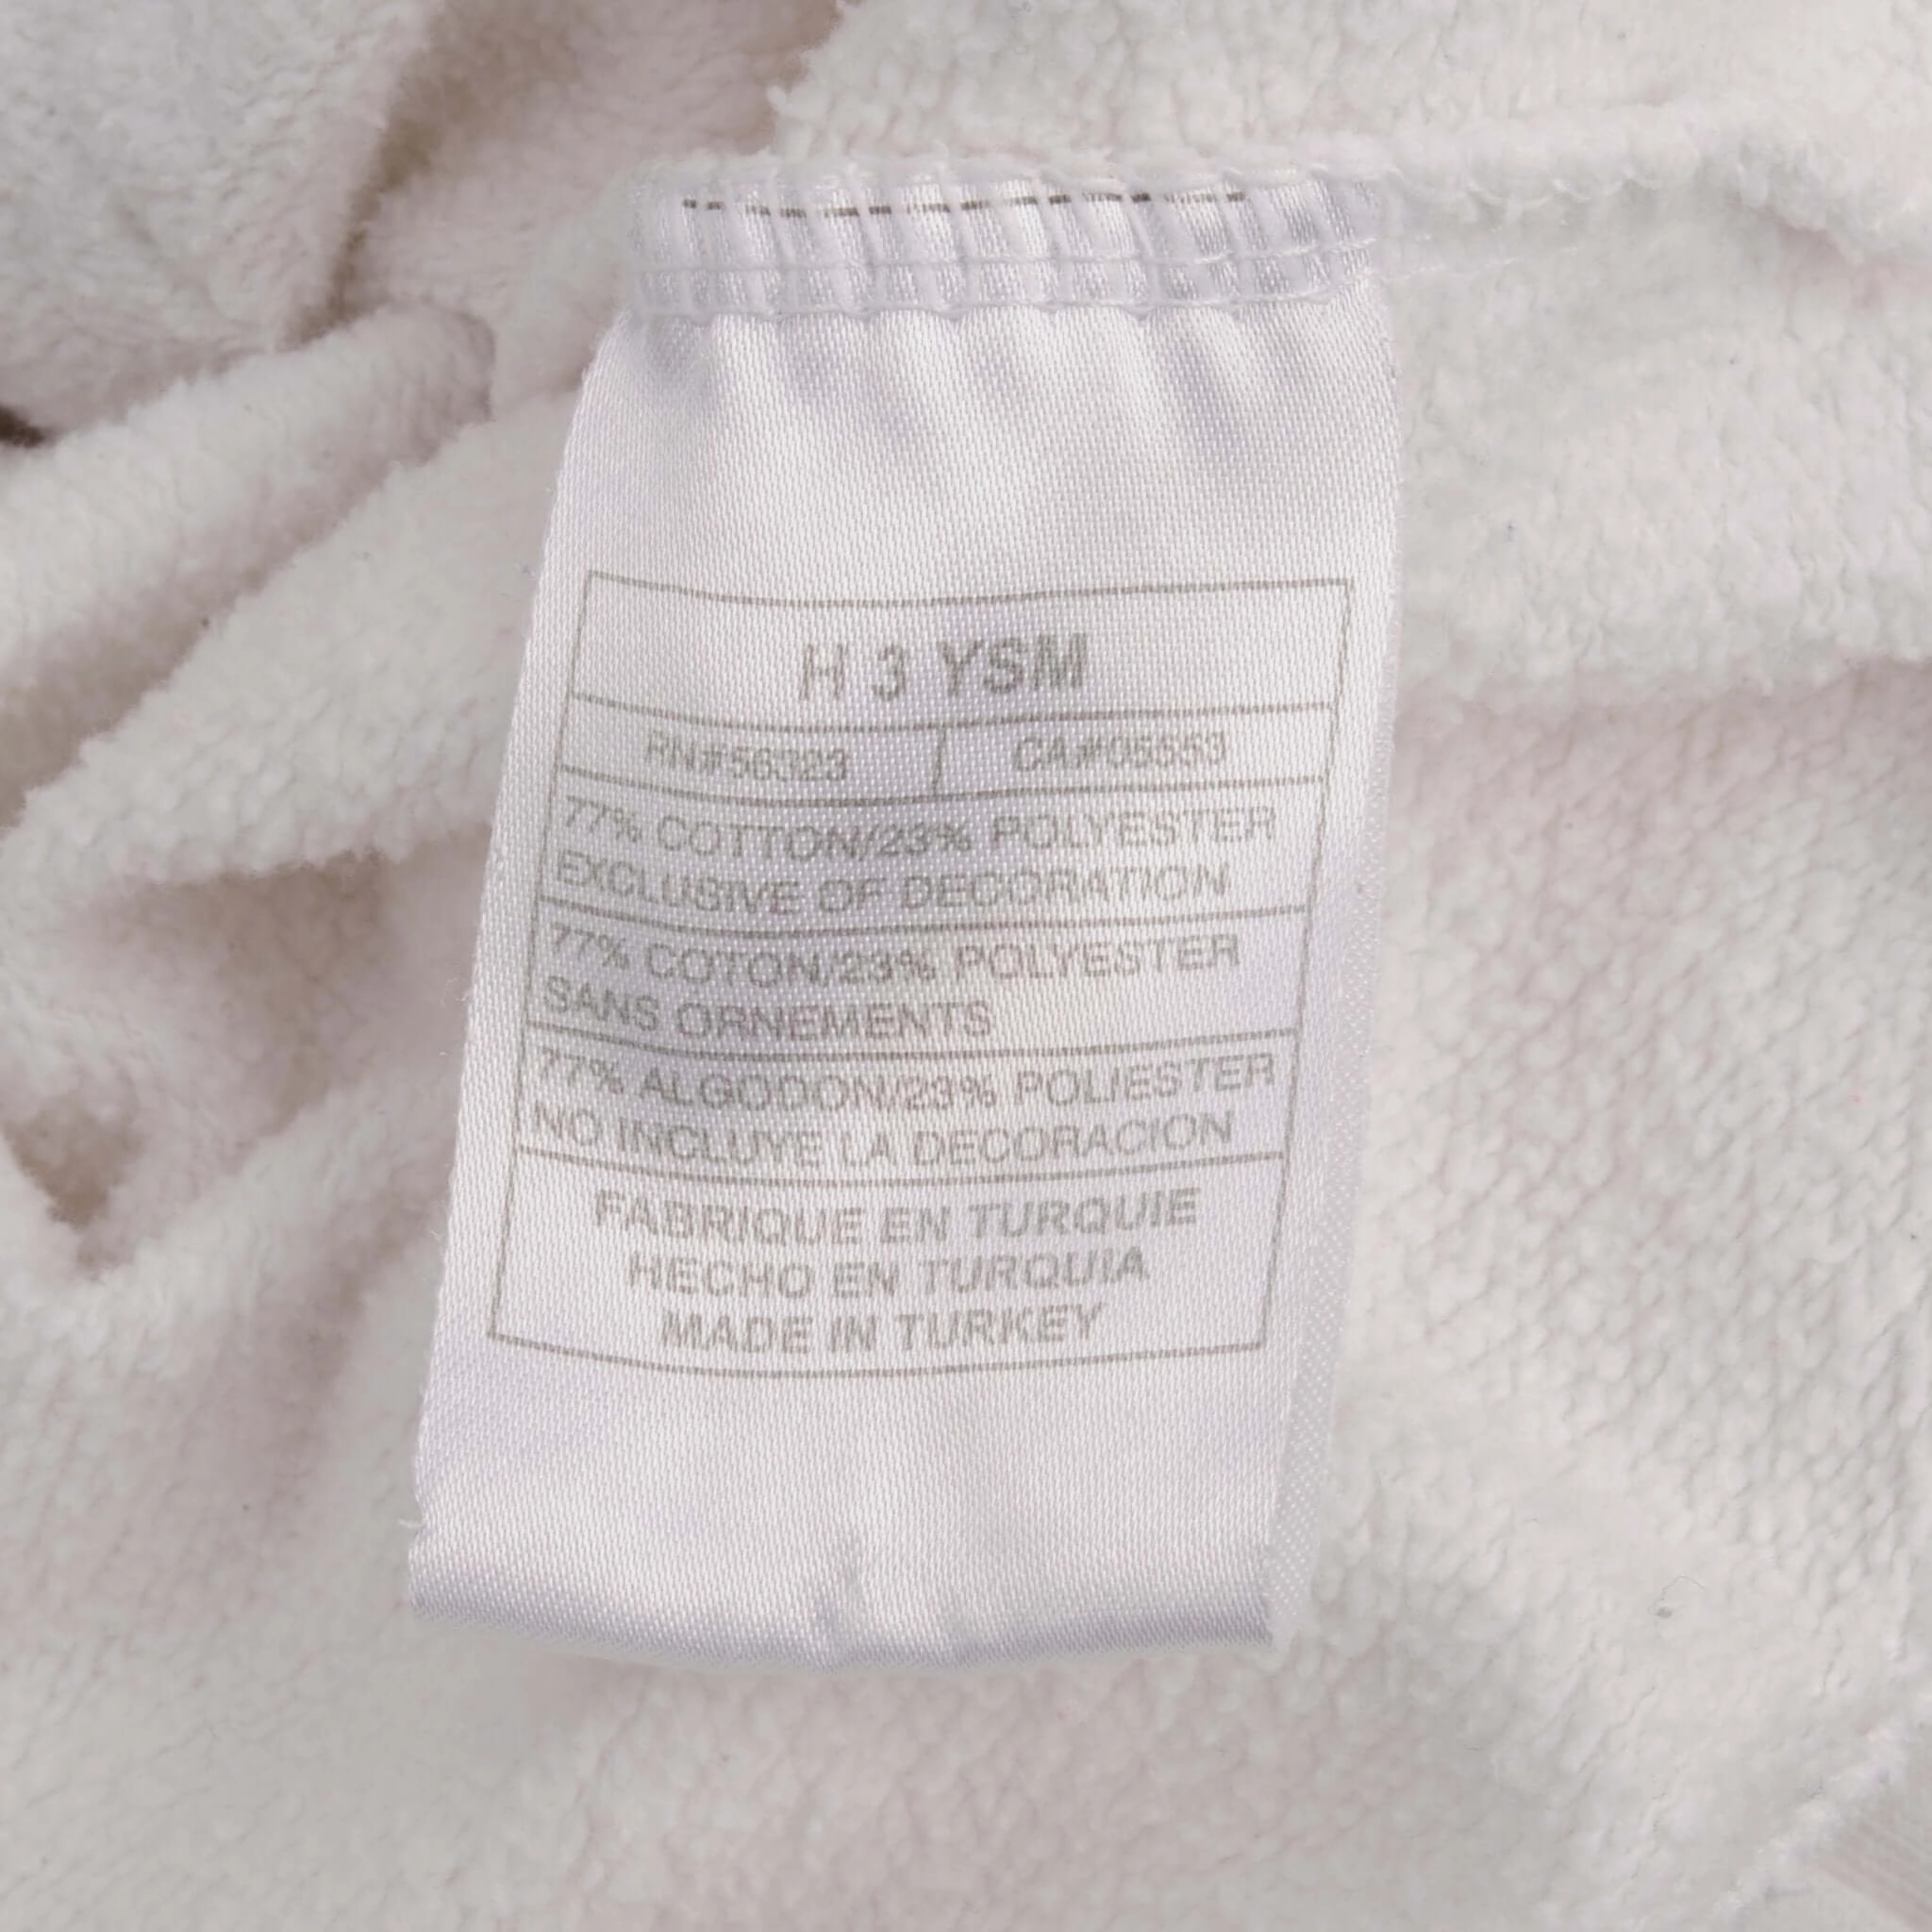 H 3 YSM
RN#56323 CA#05553
77% COTTON/23% POLYESTER
EXCLUSIVE OF DECORATION
77% COTON/23% POLYESTER
SANS ORNEMENTS
77% ALGODON/23% POLIESTER
NO INCLUYE LA DECORACION
FABRIQUE EN TURQUIE
HECHO EN TURQUIA
MADE IN TURKEY